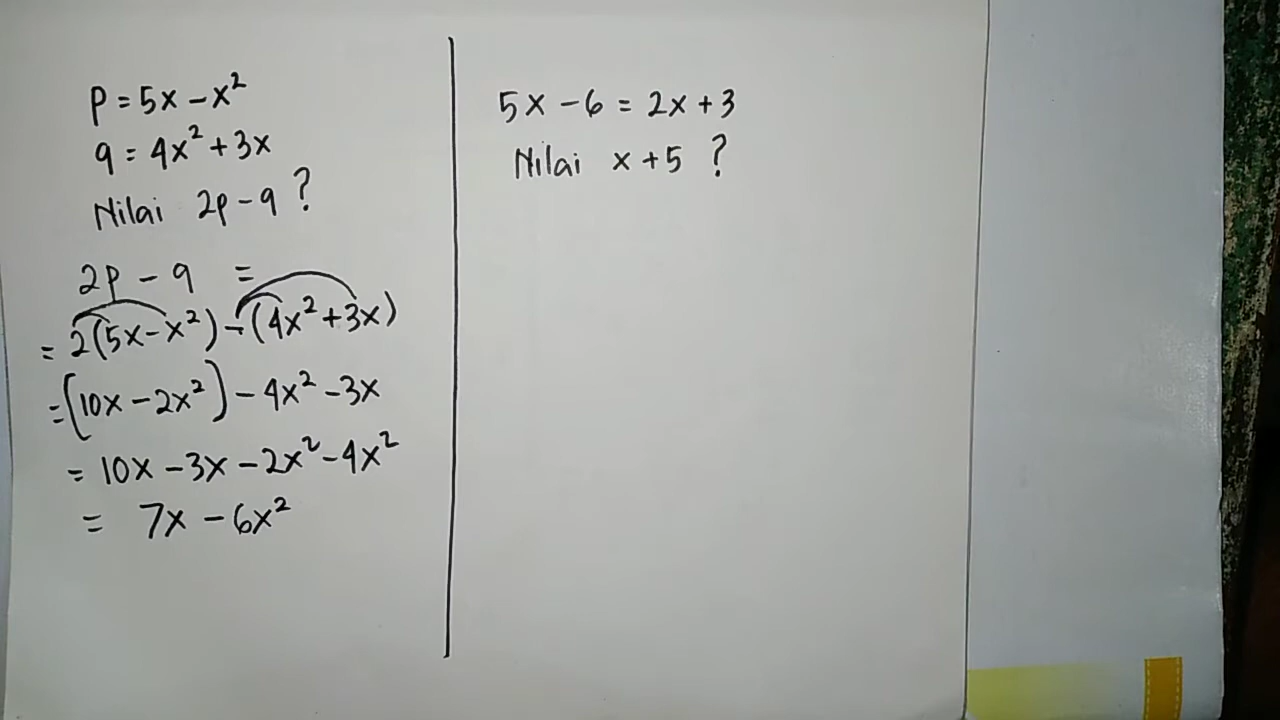 p = 5x - x²
q = 4x² + 3x
Nilai 2p - q ?
2p - q =
= 2(5x - x²) - (4x² + 3x)
= (10x - 2x²) - 4x² - 3x
= 10x - 3x - 2x² - 4x²
= 7x - 6x²
5x - 6 = 2x + 3
Nilai x + 5 ?